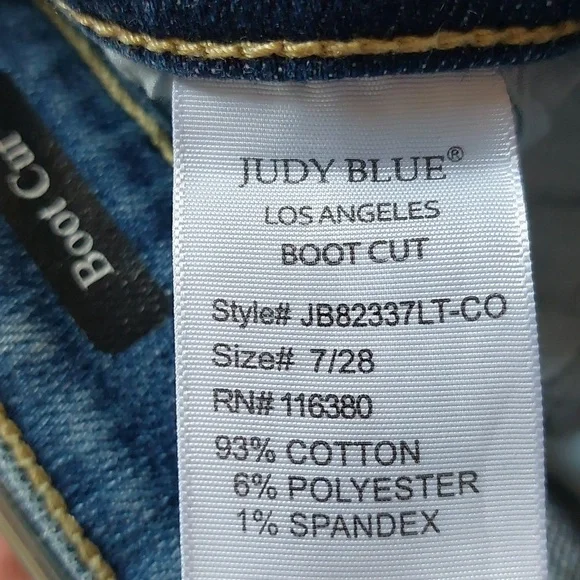 Boot Cut
JUDY BLUE®
LOS ANGELES
BOOT CUT
Style# JB82337LT-CO
Size# 7/28
RN# 116380
93% COTTON
6% POLYESTER
1% SPANDEX